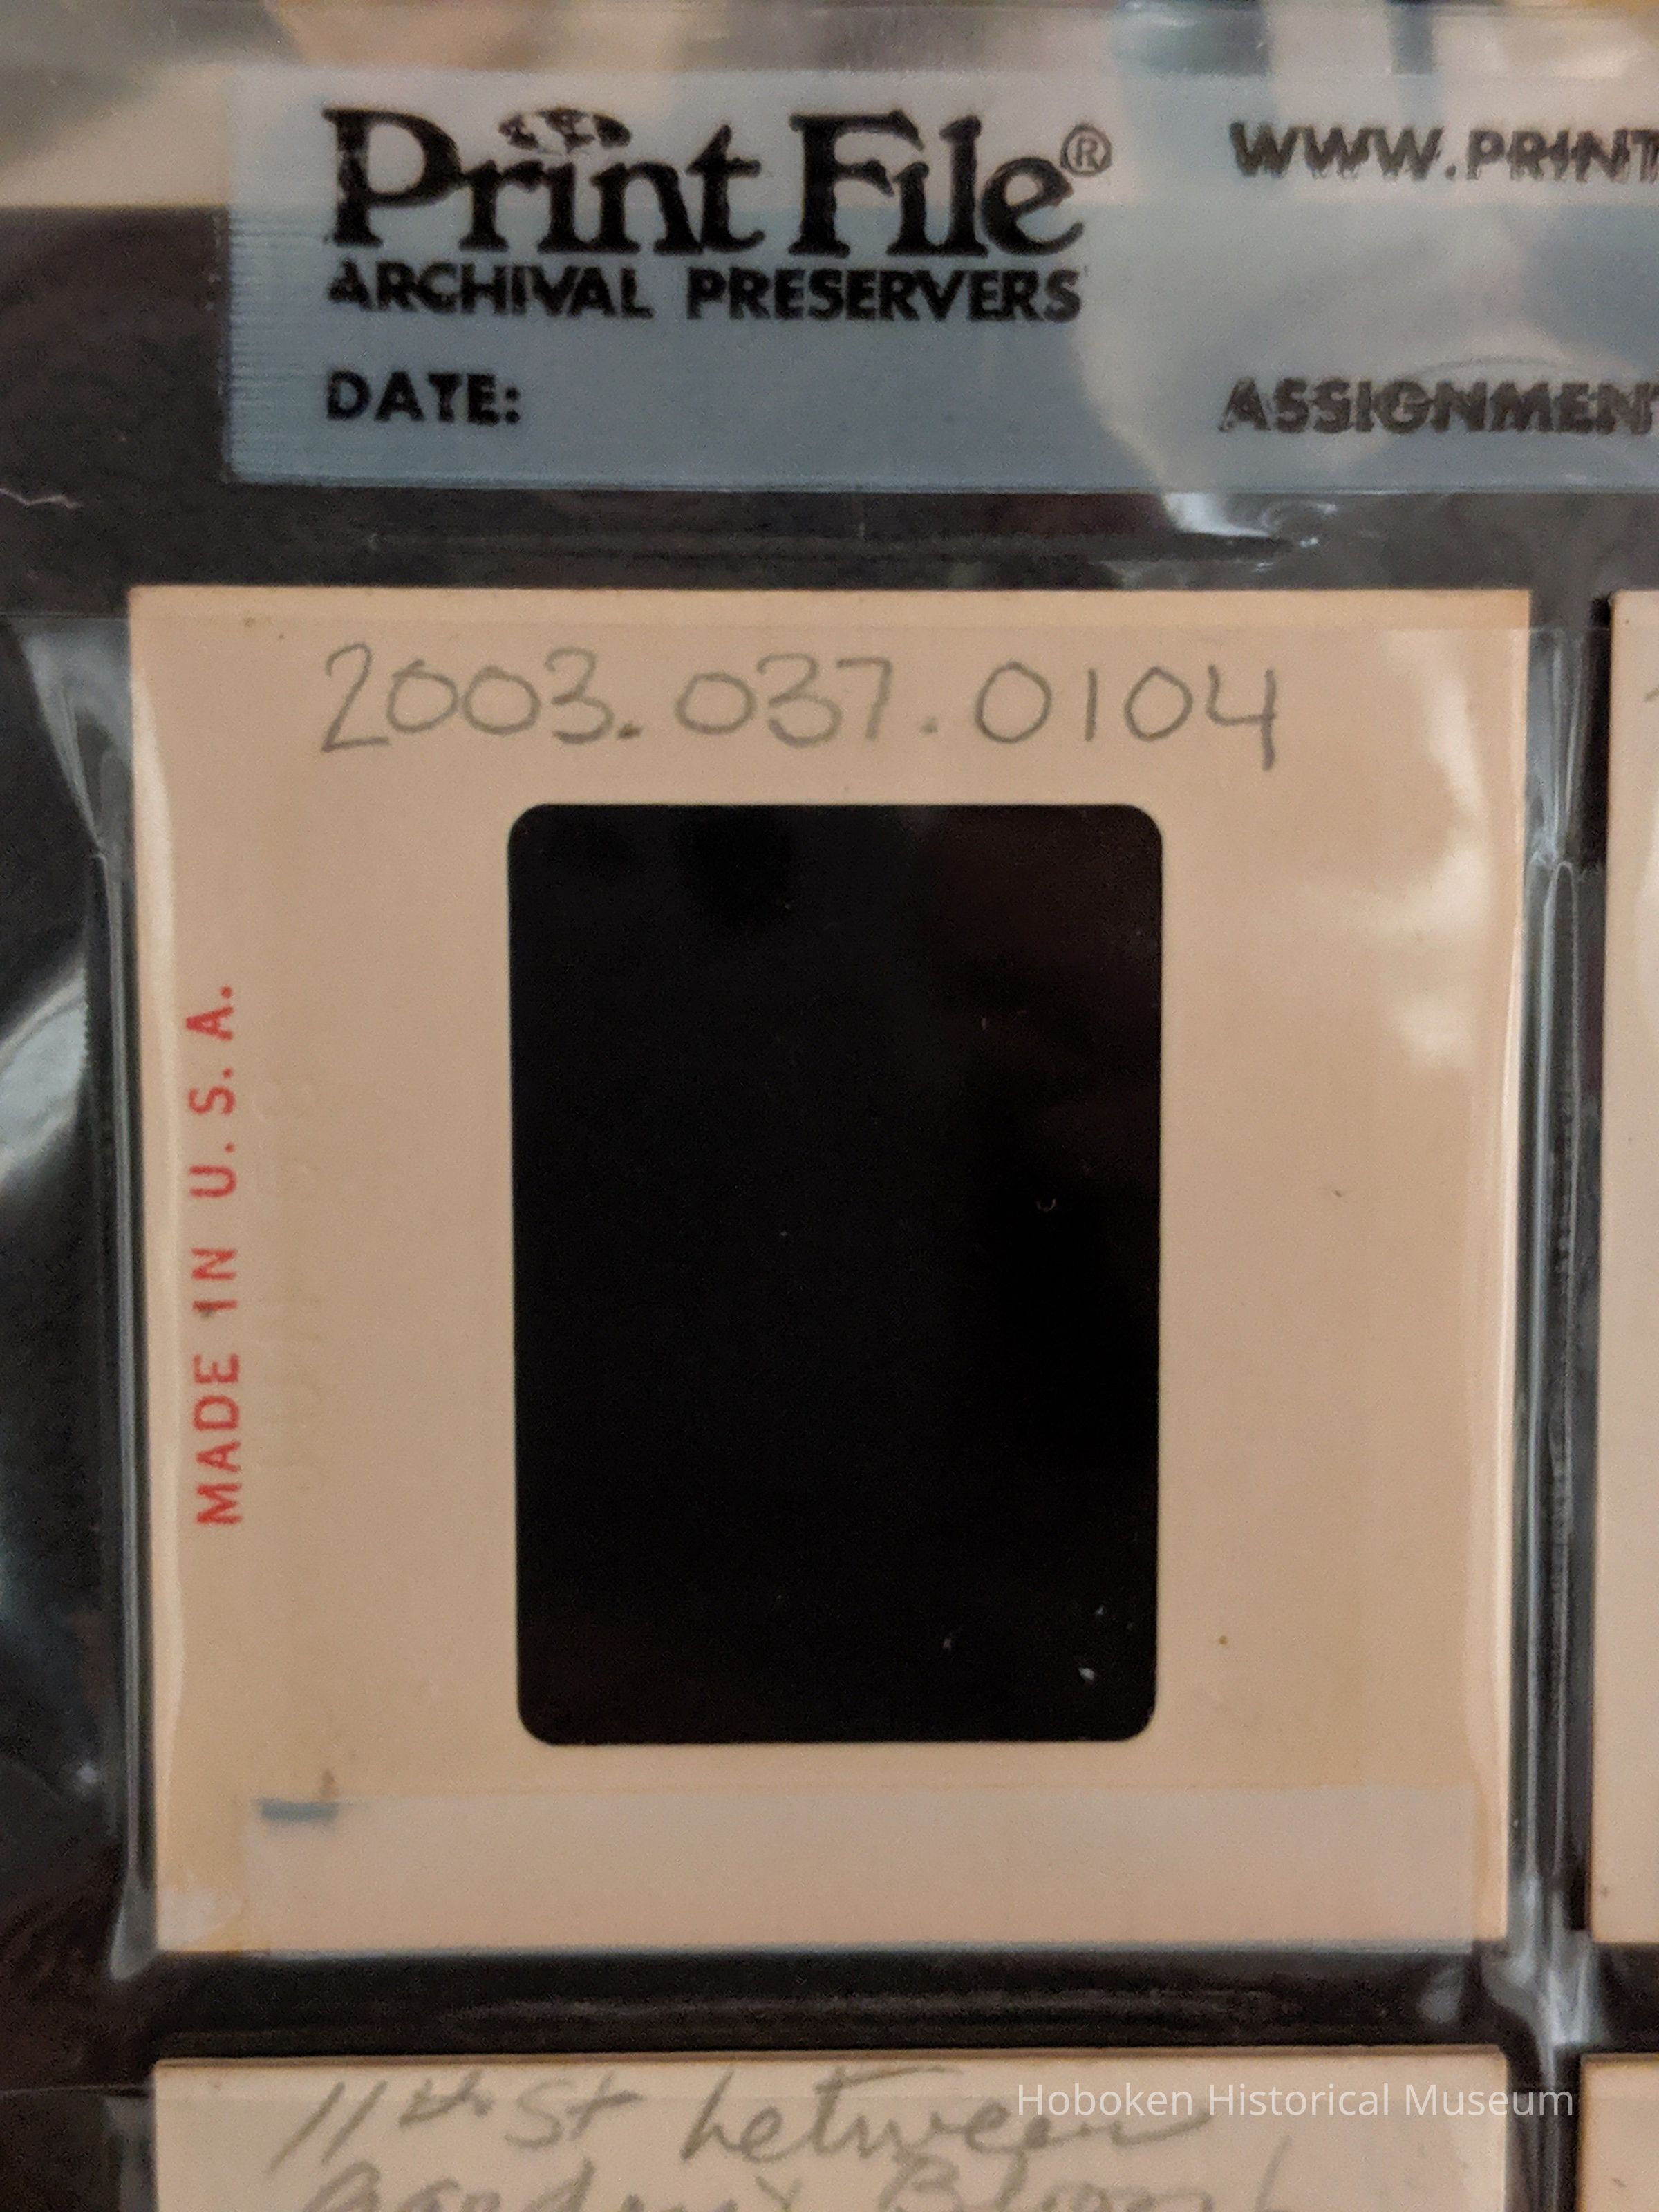 Print File®
ARCHIVAL PRESERVERS
WWW.PRINT
DATE:
ASSIGNMENT
2003.037.0104
MADE IN U.S.A.
11th St between
Hoboken Historical Museum